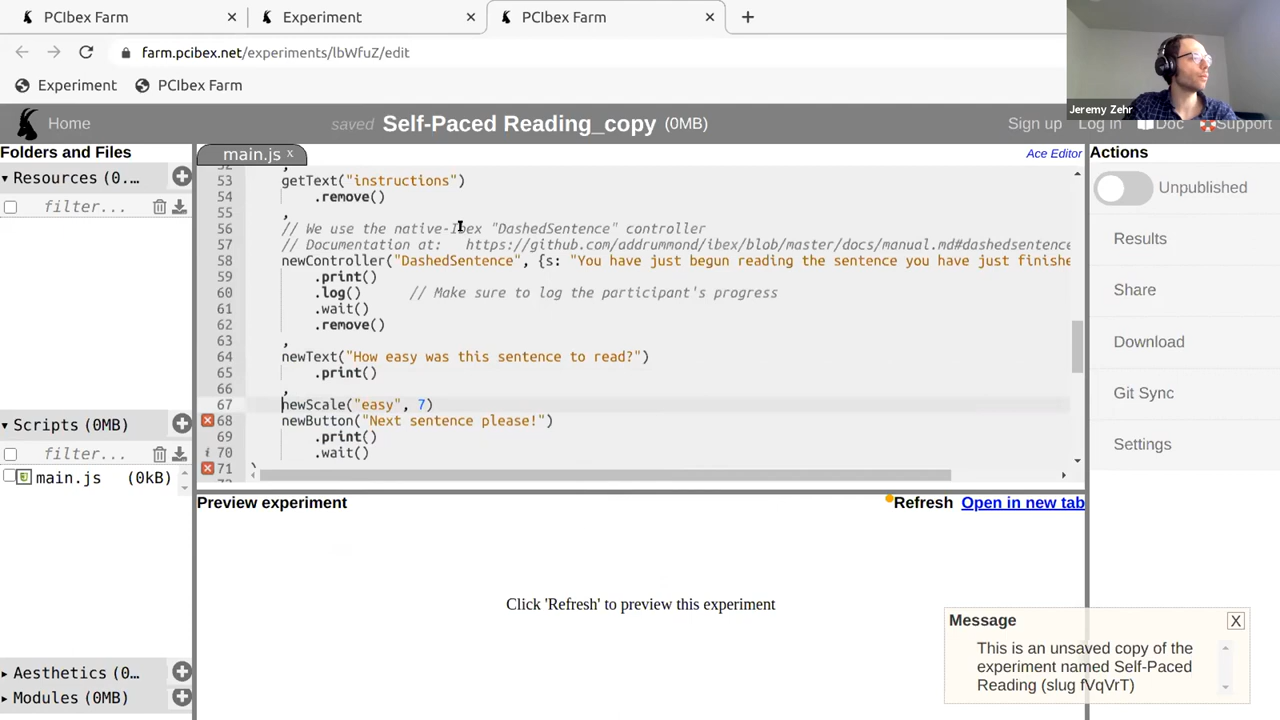 PCIbex Farm x
Experiment x
PCIbex Farm x +
farm.pcibex.net/experiments/lbWfuZ/edit
Experiment PCIbex Farm
Jeremy Zehr
Home
saved Self-Paced Reading_copy (0MB)
Sign up Log in Doc Support
Folders and Files
main.js x
Ace Editor
Actions
Resources (0...
filter...
Scripts (0MB)
filter...
main.js (0kB)
Aesthetics (0...
Modules (0MB)
53 getText("instructions")
54 .remove()
55 ,
56 // We use the native-Ibex "DashedSentence" controller
57 // Documentation at: https://github.com/addrummond/ibex/blob/master/docs/manual.md#dashedsentence
58 newController("DashedSentence", {s: "You have just begun reading the sentence you have just finishe
59 .print()
60 .log() // Make sure to log the participant's progress
61 .wait()
62 .remove()
63 ,
64 newText("How easy was this sentence to read?")
65 .print()
66 ,
67 newScale("easy", 7)
68 newButton("Next sentence please!")
69 .print()
70 .wait()
71 )
Unpublished
Results
Share
Download
Git Sync
Settings
Preview experiment
Refresh Open in new tab
Click 'Refresh' to preview this experiment
Message X
This is an unsaved copy of the
experiment named Self-Paced
Reading (slug fVqVrT)